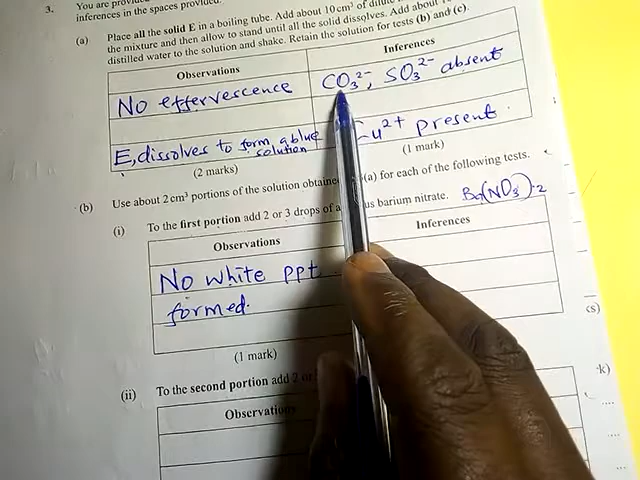 3. You are provided
inferences in the spaces provided.
(a) Place all the solid E in a boiling tube. Add about 10 cm³ of
the mixture and then allow to stand until all the solid dissolves. Add about
distilled water to the solution and shake. Retain the solution for tests (b) and (c).
Observations Inferences
No effervescence CO₃²⁻, SO₃²⁻ absent
E, dissolves to form a blue solution Cu²⁺ present
(2 marks) (1 mark)
(b) Use about 2 cm³ portions of the solution obtained (a) for each of the following tests.
(i) To the first portion add 2 or 3 drops of barium nitrate. Ba(NO₃)·2
Observations Inferences
No white ppt
formed.
(1 mark)
(ii) To the second portion add 2 or
Observations